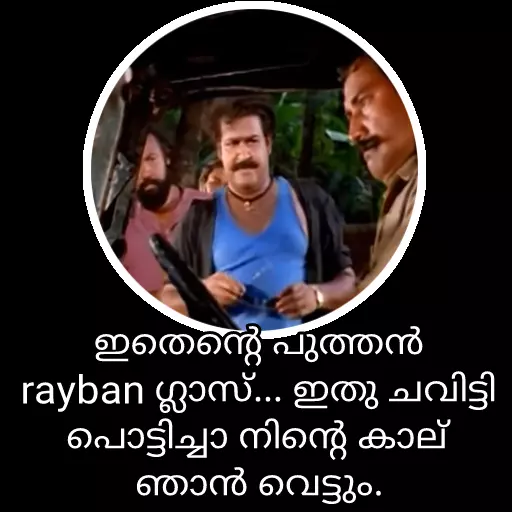 ഇതെന്റെ പുത്തൻ
rayban ഗ്ലാസ്... ഇതു ചവിട്ടി
പൊട്ടിച്ചാ നിന്റെ കാല്
ഞാൻ വെട്ടും.